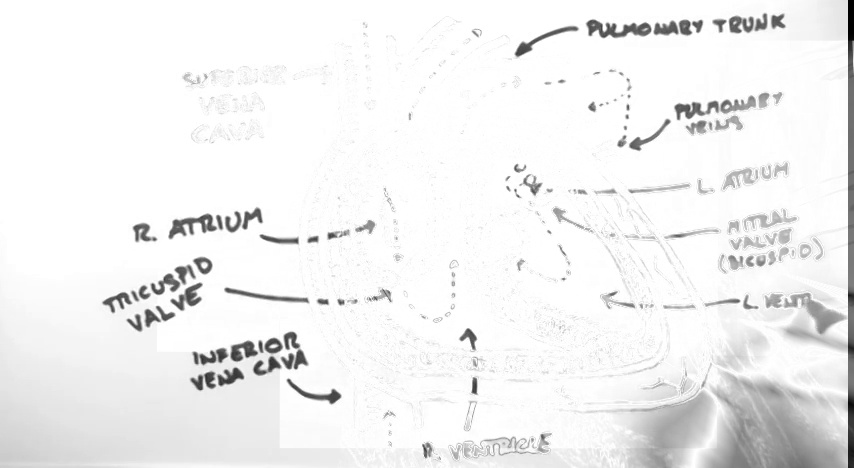 PULMONARY TRUNK
SUPERIOR
VENA
CAVA
PULMONARY
VEINS
L. ATRIUM
R. ATRIUM
MITRAL
VALVE
(BICUSPID)
TRICUSPID
VALVE
L. VENTR
INFERIOR
VENA CAVA
R. VENTRICLE